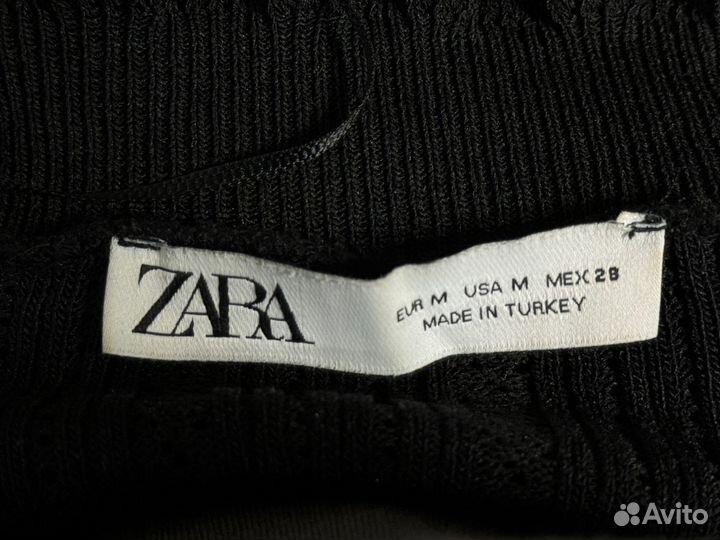 ZARA
EUR M USA M MEX 28
MADE IN TURKEY
Avito